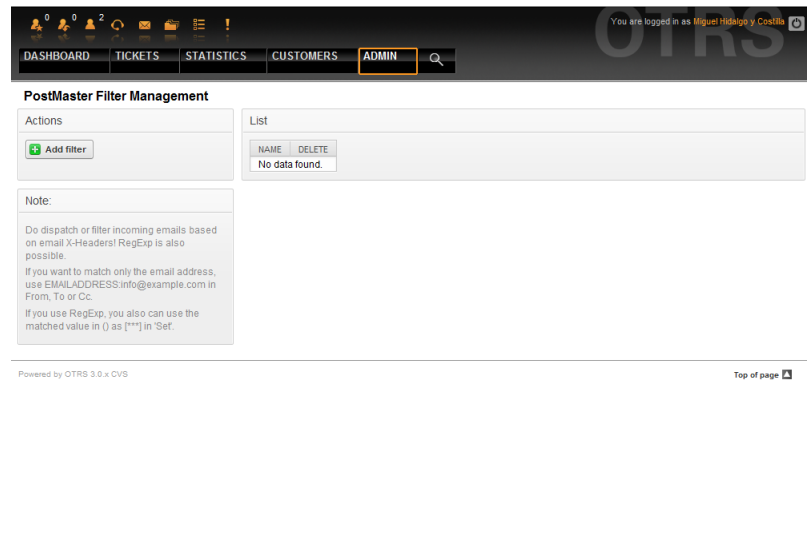 0 0 2
You are logged in as Miguel Hidalgo y Costilla
OTRS
DASHBOARD TICKETS STATISTICS CUSTOMERS ADMIN
PostMaster Filter Management
Actions
Add filter
List
NAME DELETE
No data found.
Note:
Do dispatch or filter incoming emails based
on email X-Headers! RegExp is also
possible.
If you want to match only the email address,
use EMAILADDRESS:info@example.com in
From, To or Cc.
If you use RegExp, you also can use the
matched value in () as [***] in 'Set'.
Powered by OTRS 3.0.x CVS
Top of page